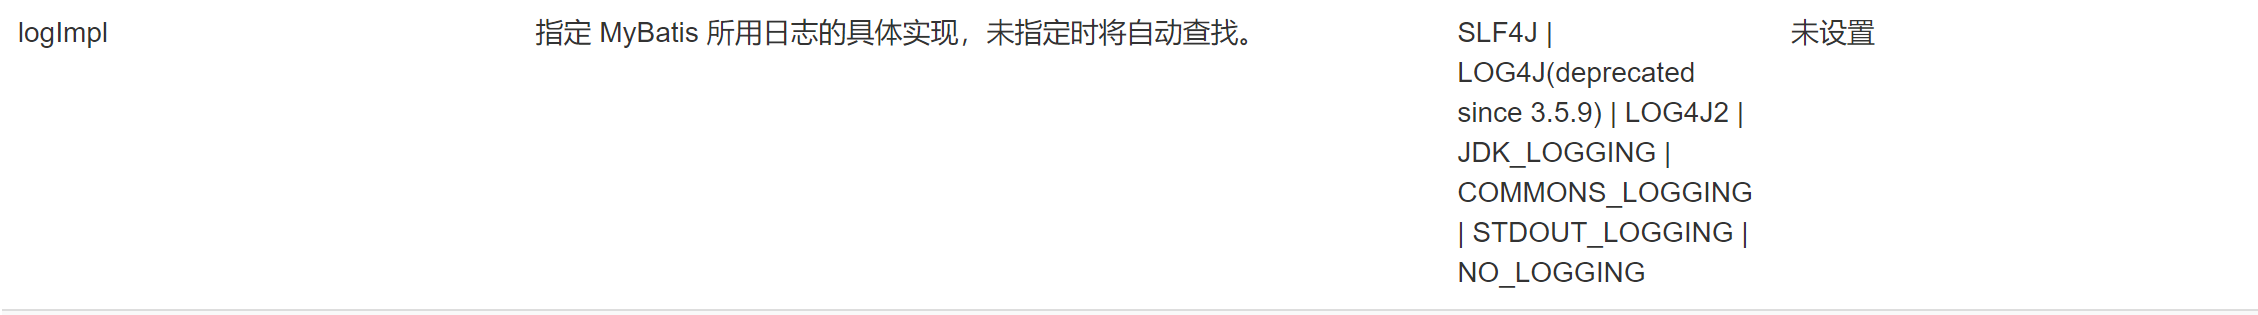 logImpl
指定 MyBatis 所用日志的具体实现，未指定时将自动查找。
SLF4J |
LOG4J(deprecated
since 3.5.9) | LOG4J2 |
JDK_LOGGING |
COMMONS_LOGGING
| STDOUT_LOGGING |
NO_LOGGING
未设置